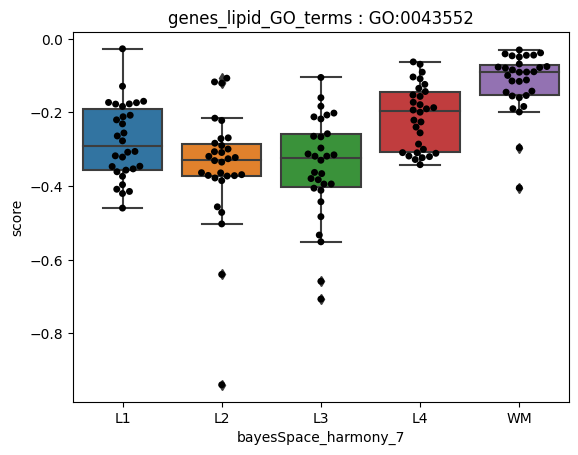 genes_lipid_GO_terms : GO:0043552
0.0
−0.2
−0.4
−0.6
−0.8
score
L1 L2 L3 L4 WM
bayesSpace_harmony_7